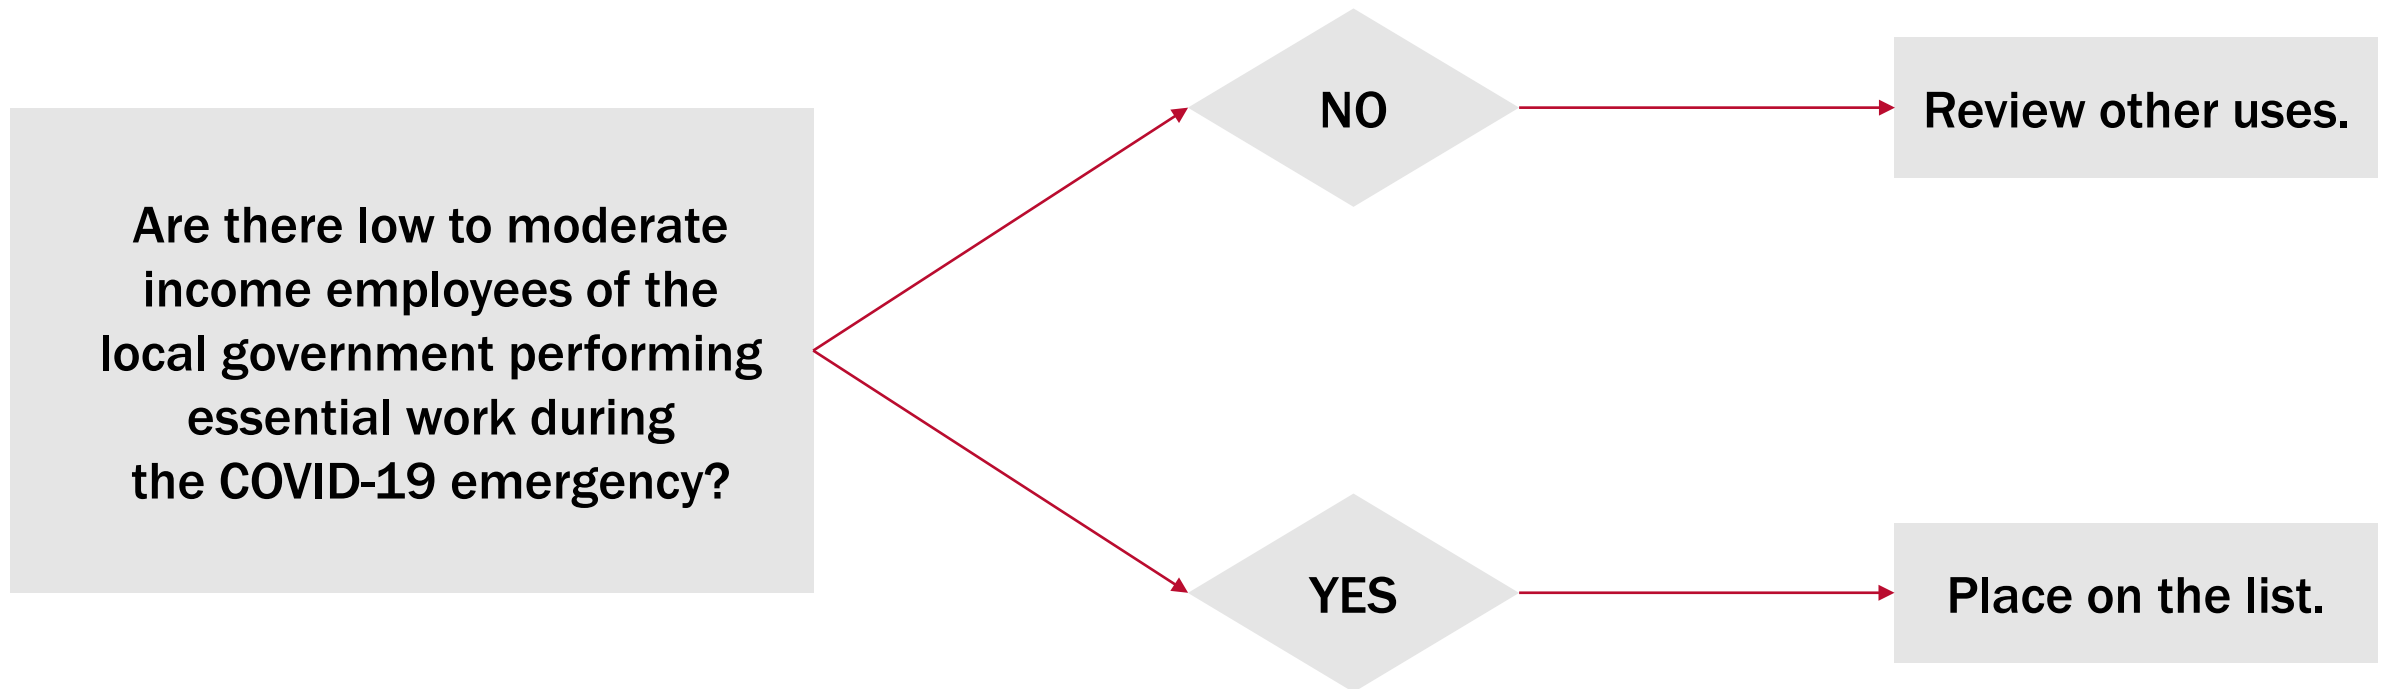 Are there low to moderate
income employees of the
local government performing
essential work during
the COVID-19 emergency?
NO
Review other uses.
YES
Place on the list.